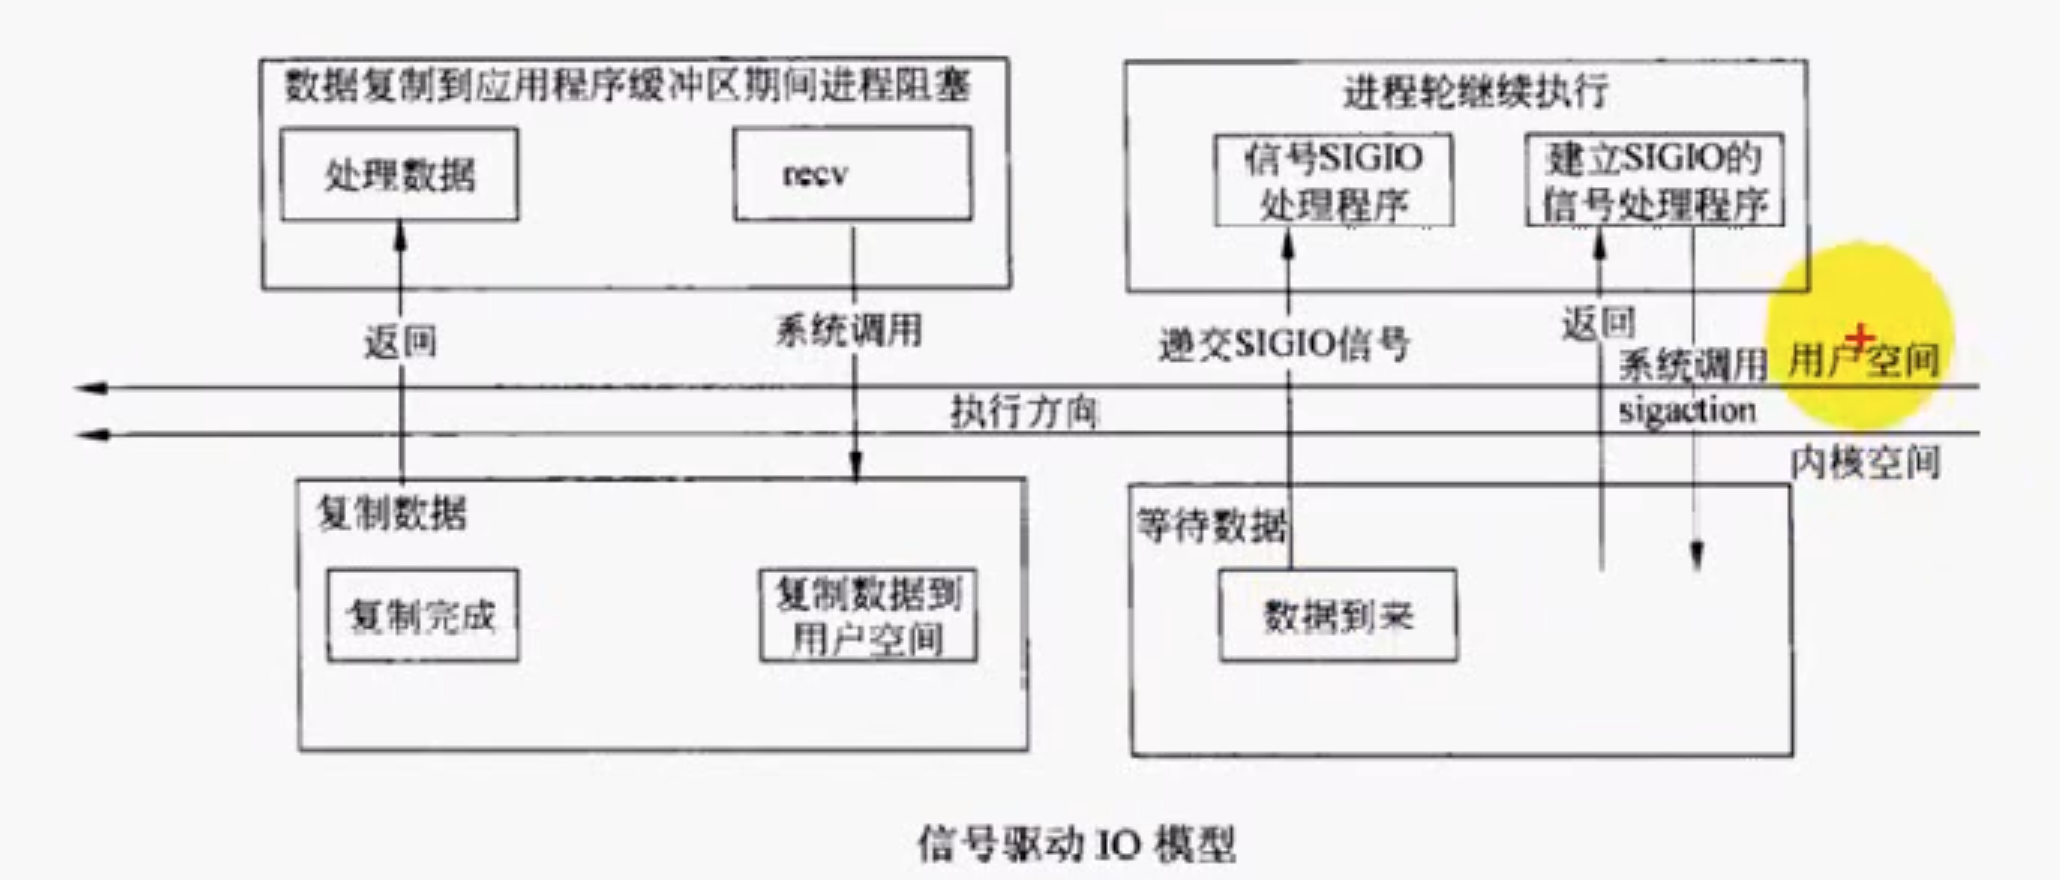 数据复制到应用程序缓冲区期间进程阻塞
处理数据
recv
进程轮继续执行
信号SIGIO
处理程序
建立SIGIO的
信号处理程序
返回
系统调用
递交SIGIO信号
返回
系统调用
用户空间
执行方向
sigaction
内核空间
复制数据
复制完成
复制数据到
用户空间
等待数据
数据到来
信号驱动 IO 模型